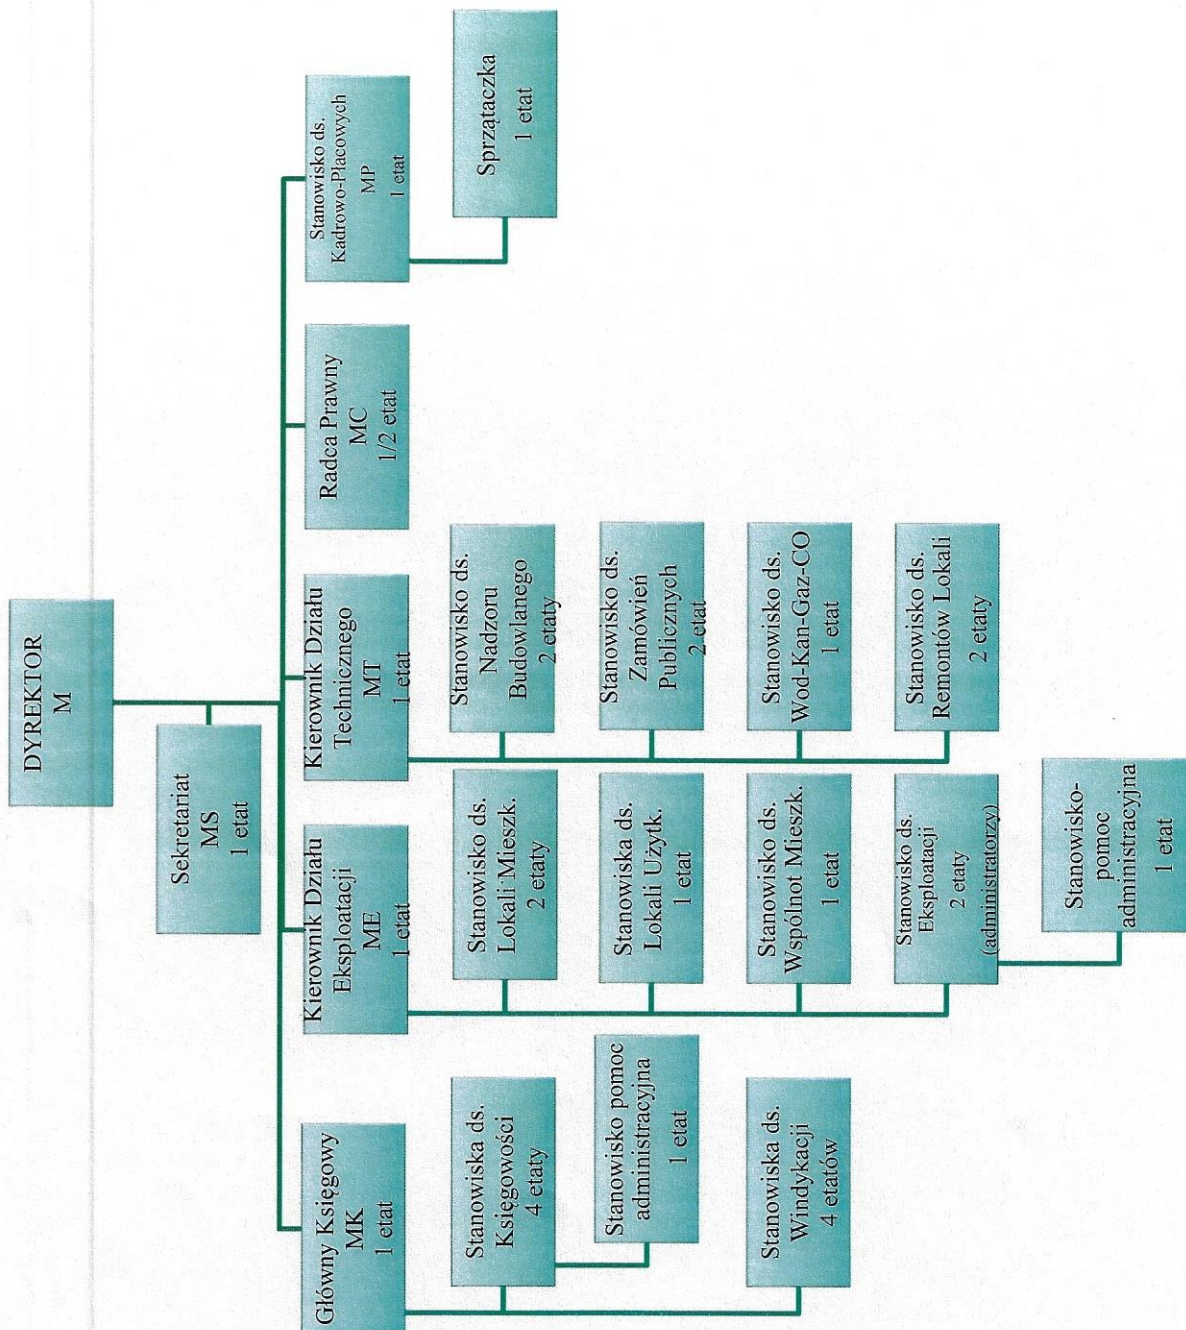 DYREKTOR
M
Sekretariat
MS
1 etat
Główny Księgowy
MK
1 etat
Stanowiska ds.
Księgowości
4 etaty
Stanowisko pomoc
administracyjna
1 etat
Stanowiska ds.
Windykacji
4 etatów
Kierownik Działu
Eksploatacji
ME
1 etat
Stanowisko ds.
Lokali Mieszk.
2 etaty
Stanowiska ds.
Lokali Użytk.
1 etat
Stanowisko ds.
Wspólnot Mieszk.
1 etat
Stanowisko ds.
Eksploatacji
2 etaty
(administratorzy)
Stanowisko-
pomoc
administracyjna
1 etat
Kierownik Działu
Technicznego
MT
1 etat
Stanowisko ds.
Nadzoru
Budowlanego
2 etaty
Stanowisko ds.
Zamówień
Publicznych
2 etat
Stanowisko ds.
Wod-Kan-Gaz-CO
1 etat
Stanowisko ds.
Remontów Lokali
2 etaty
Radca Prawny
MC
1/2 etat
Stanowisko ds.
Kadrowo-Płacowych
MP
1 etat
Sprzątaczka
1 etat